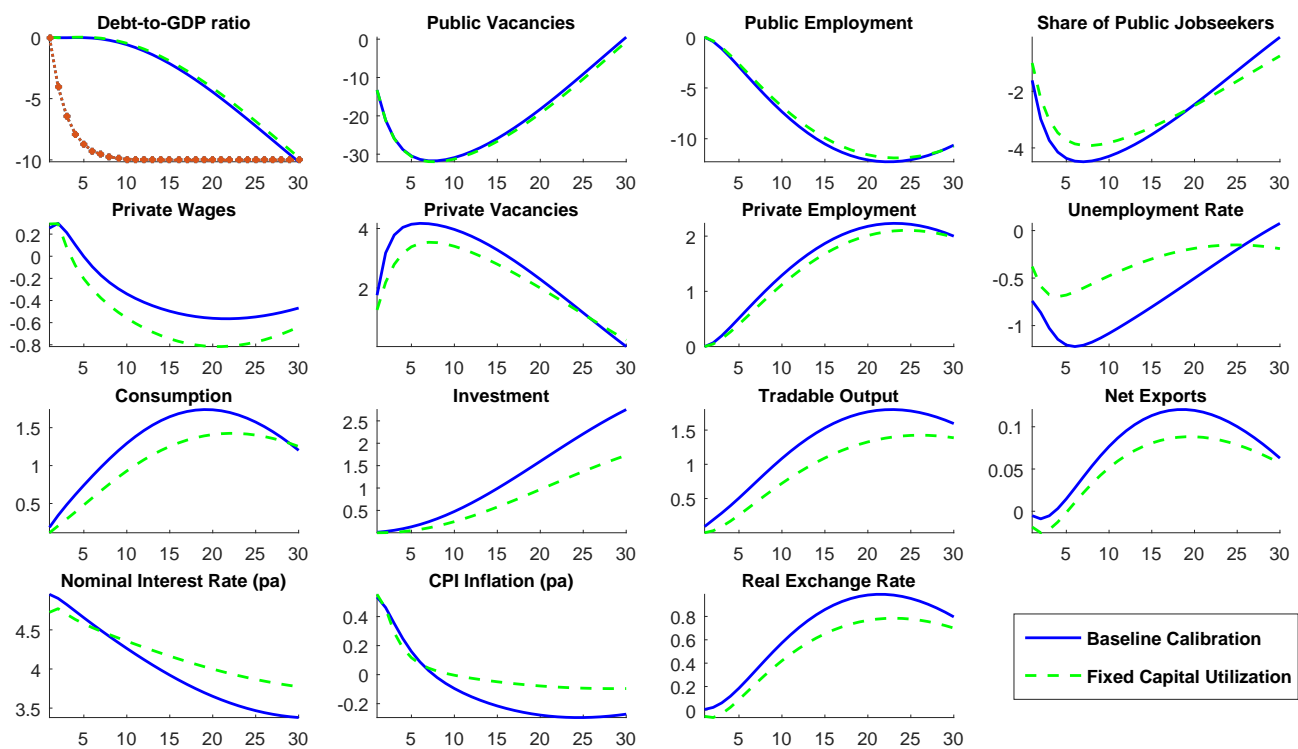 Debt-to-GDP ratio
0
-5
-10
5 10 15 20 25 30
Public Vacancies
0
-10
-20
-30
5 10 15 20 25 30
Public Employment
0
-5
-10
5 10 15 20 25 30
Share of Public Jobseekers
-2
-4
5 10 15 20 25 30
Private Wages
0.2
0
-0.2
-0.4
-0.6
-0.8
5 10 15 20 25 30
Private Vacancies
4
2
5 10 15 20 25 30
Private Employment
2
1
0
5 10 15 20 25 30
Unemployment Rate
0
-0.5
-1
5 10 15 20 25 30
Consumption
1.5
1
0.5
5 10 15 20 25 30
Investment
2.5
2
1.5
1
0.5
5 10 15 20 25 30
Tradable Output
1.5
1
0.5
5 10 15 20 25 30
Net Exports
0.1
0.05
0
5 10 15 20 25 30
Nominal Interest Rate (pa)
4.5
4
3.5
5 10 15 20 25 30
CPI Inflation (pa)
0.4
0.2
0
-0.2
5 10 15 20 25 30
Real Exchange Rate
0.8
0.6
0.4
0.2
0
5 10 15 20 25 30
Baseline Calibration
Fixed Capital Utilization